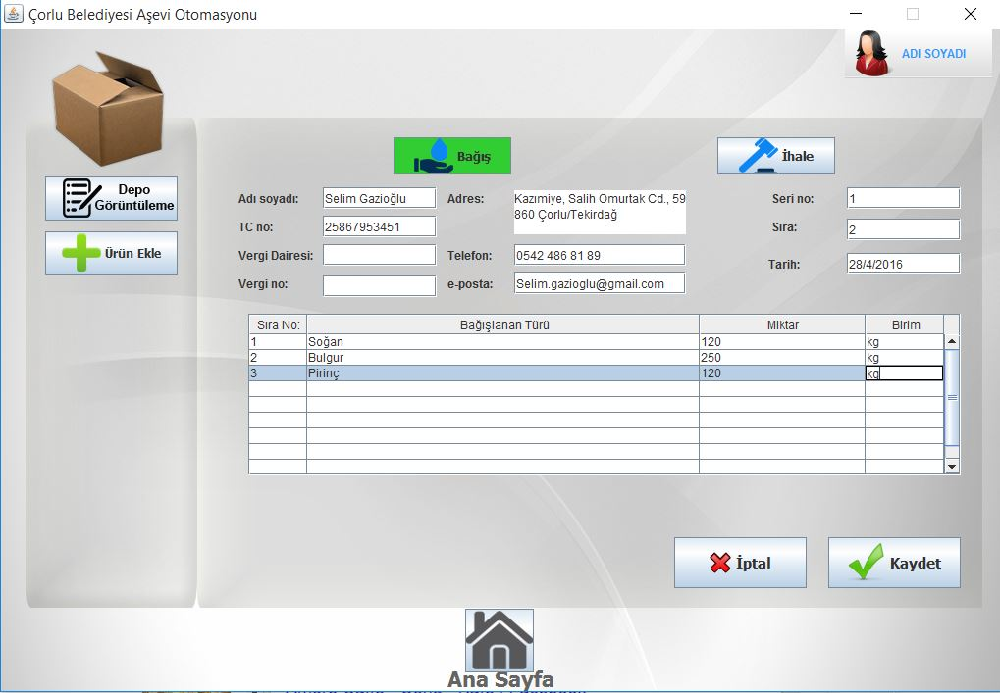 Çorlu Belediyesi Aşevi Otomasyonu
ADI SOYADI
Depo Görüntüleme
Ürün Ekle
Bağış
İhale
Adı soyadı: Selim Gazioğlu Adres: Kazımiye, Salih Omurtak Cd., 59 Seri no: 1
860 Çorlu/Tekirdağ
TC no: 25867953451 Sıra: 2
Vergi Dairesi: Telefon: 0542 486 81 89 Tarih: 28/4/2016
Vergi no: e-posta: Selim.gazioglu@gmail.com
Sıra No: Bağışlanan Türü Miktar Birim
1 Soğan 120 kg
2 Bulgur 250 kg
3 Pirinç 120 kg
İptal
Kaydet
Ana Sayfa